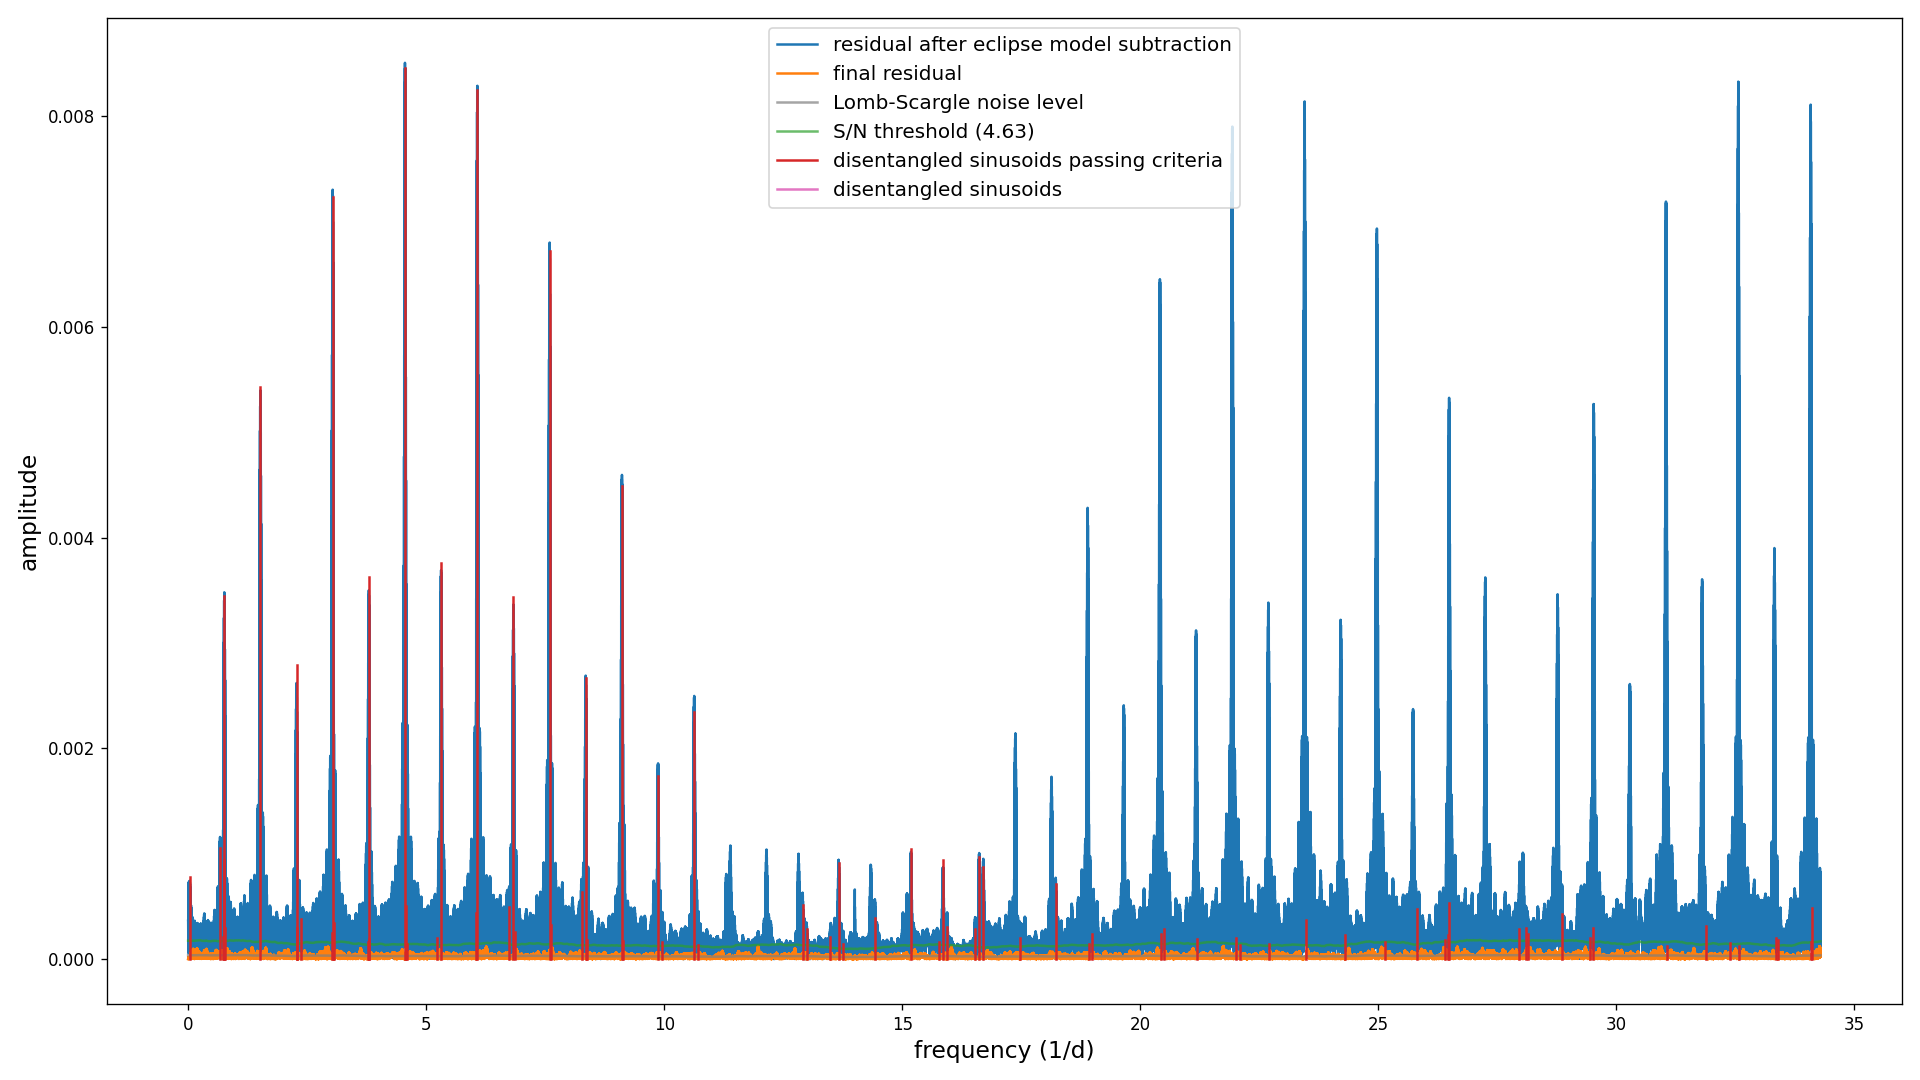 residual after eclipse model subtraction
final residual
Lomb-Scargle noise level
S/N threshold (4.63)
disentangled sinusoids passing criteria
disentangled sinusoids
amplitude
0.008
0.006
0.004
0.002
0.000
0 5 10 15 20 25 30 35
frequency (1/d)